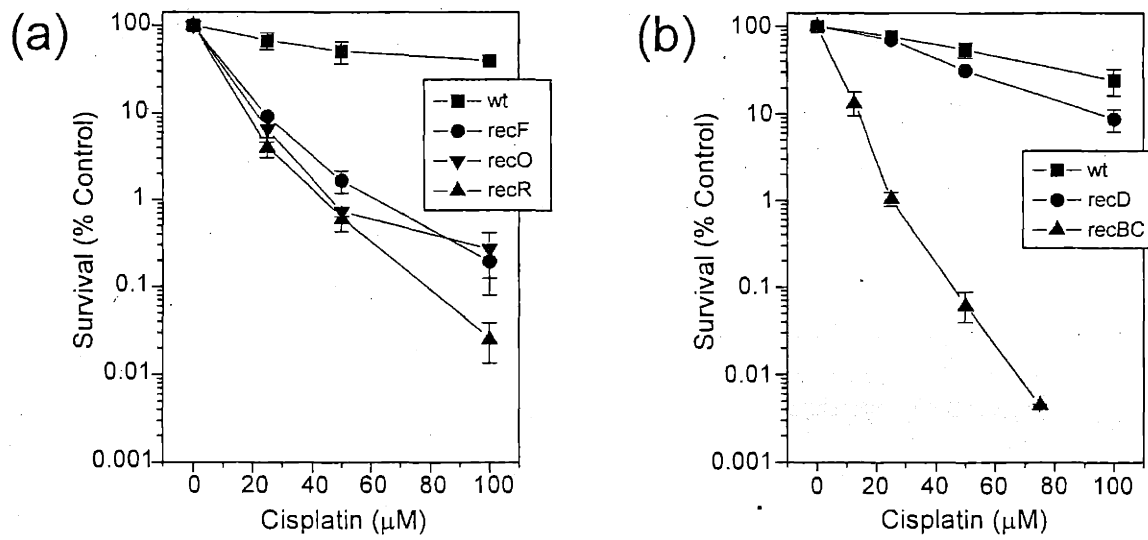 (a)
Survival (% Control)
100
10
1
0.1
0.01
0.001
0 20 40 60 80 100
Cisplatin (μM)
wt
recF
recO
recR
(b)
Survival (% Control)
100
10
1
0.1
0.01
0.001
0 20 40 60 80 100
Cisplatin (μM)
wt
recD
recBC